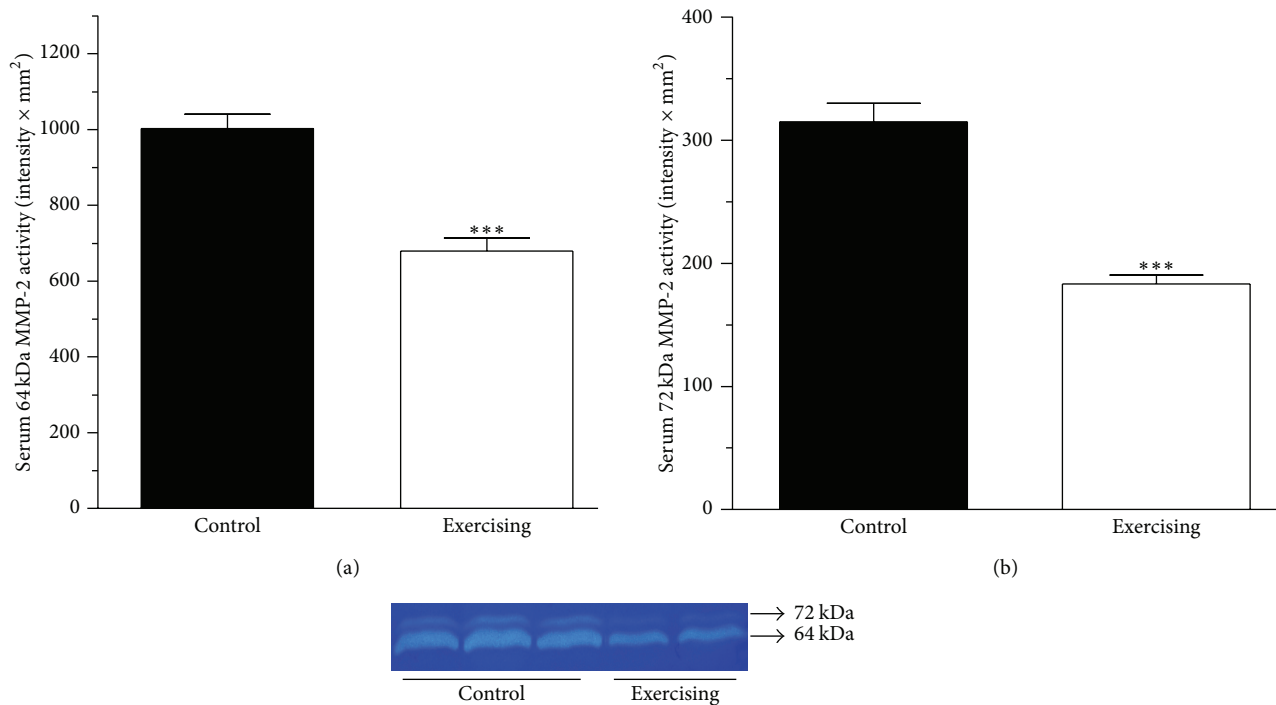 Serum 64 kDa MMP-2 activity (intensity × mm²)
1200
1000
800
600
400
200
0
***
Control
Exercising
(a)
Serum 72 kDa MMP-2 activity (intensity × mm²)
400
300
200
100
0
***
Control
Exercising
(b)
72 kDa
64 kDa
Control
Exercising